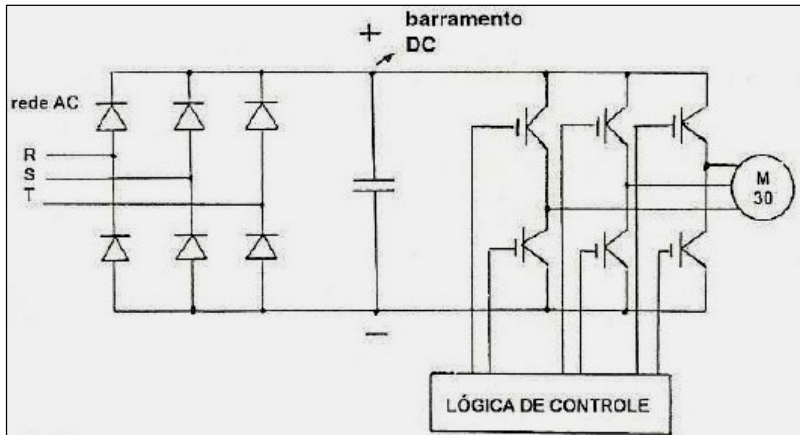 + barramento
DC
rede AC
R
S
T
M
30
—
LÓGICA DE CONTROLE